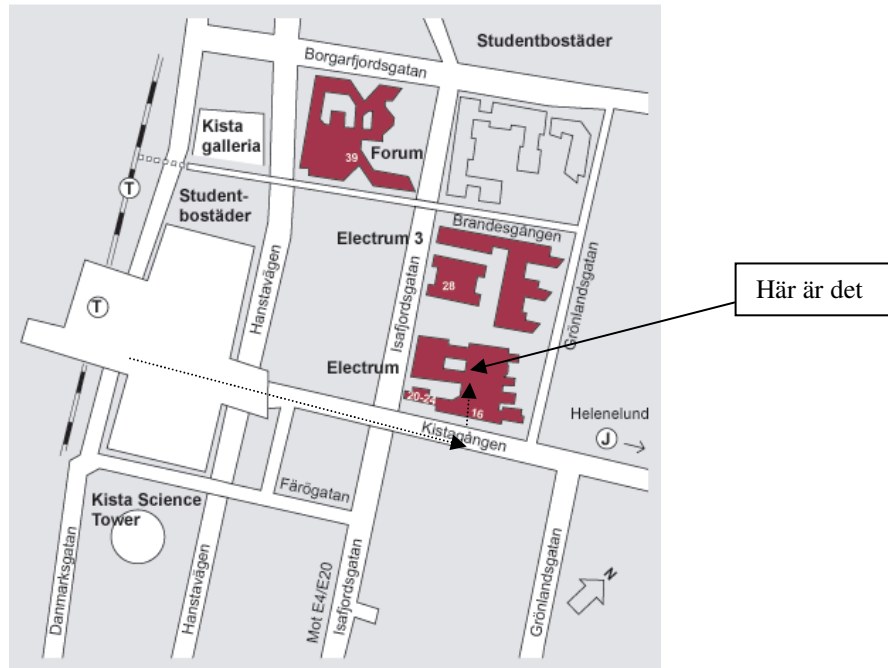 Studentbostäder
Borgarfjordsgatan
Kista
galleria
39
Forum
T
Student-
bostäder
Brandesgången
Electrum 3
28
Hanstavägen
Isafjordsgatan
Grönlandsgatan
Här är det
T
Electrum
20-24
16
Kistagången
Helenelund
J
Färögatan
Kista Science
Tower
Danmarksgatan
Hanstavägen
Mot E4/E20
Isafjordsgatan
Grönlandsgatan
N